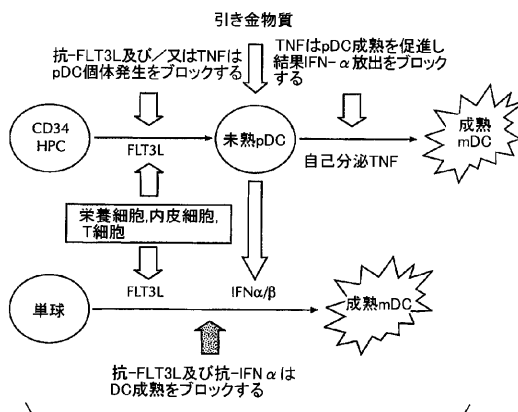 引き金物質
抗-FLT3L及び/又はTNFは
pDC個体発生をブロックする
TNFはpDC成熟を促進し
結果IFN-α放出をブロック
する
CD34
HPC
FLT3L
未熟pDC
自己分泌TNF
成熟
mDC
栄養細胞,内皮細胞,
T細胞
単球
FLT3L
IFNα/β
成熟mDC
抗-FLT3L及び抗-IFNαは
DC成熟をブロックする